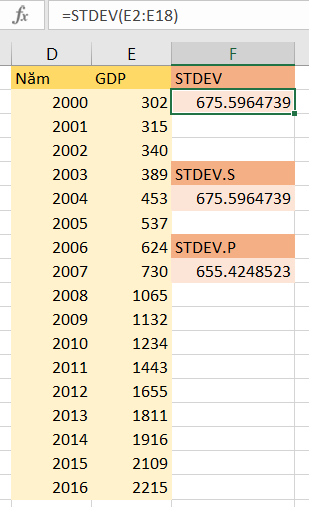 fx =STDEV(E2:E18)
D E F
Năm GDP STDEV
2000 302 675.5964739
2001 315
2002 340
2003 389 STDEV.S
2004 453 675.5964739
2005 537
2006 624 STDEV.P
2007 730 655.4248523
2008 1065
2009 1132
2010 1234
2011 1443
2012 1655
2013 1811
2014 1916
2015 2109
2016 2215